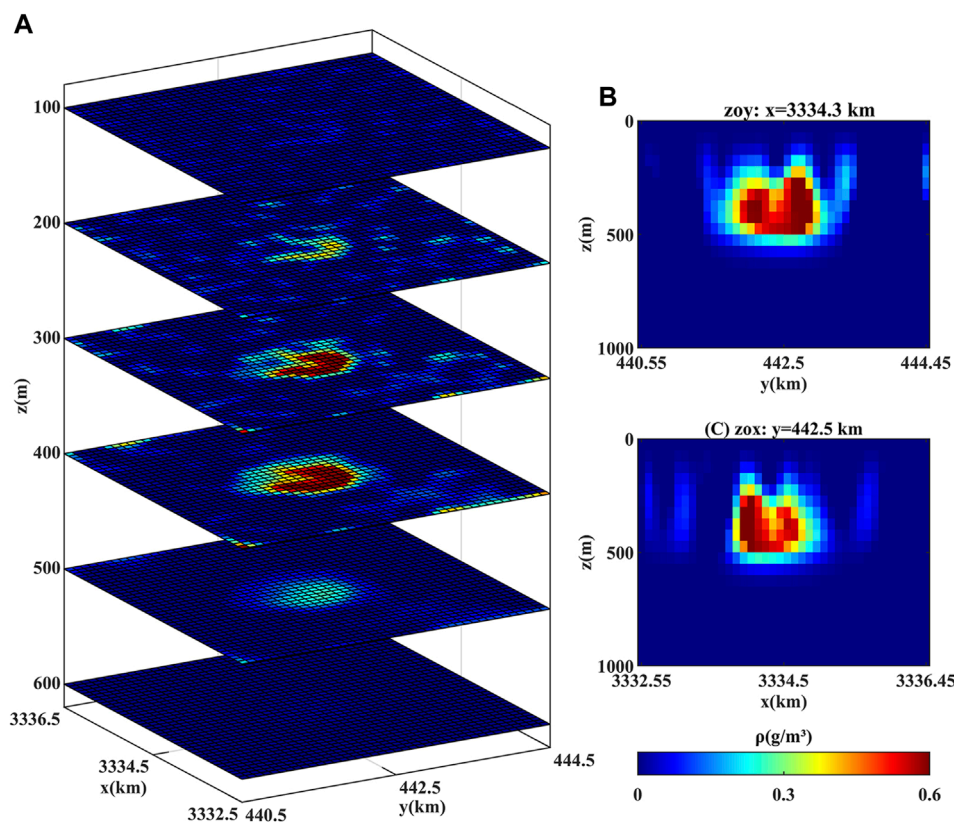 A
100
200
300
400
500
600
z(m)
3336.5
3334.5
3332.5
x(km)
440.5
442.5
444.5
y(km)
B
zoy: x=3334.3 km
0
500
1000
z(m)
440.55
442.5
444.45
y(km)
(C) zox: y=442.5 km
0
500
1000
z(m)
3332.55
3334.5
3336.45
x(km)
ρ(g/m³)
0
0.3
0.6